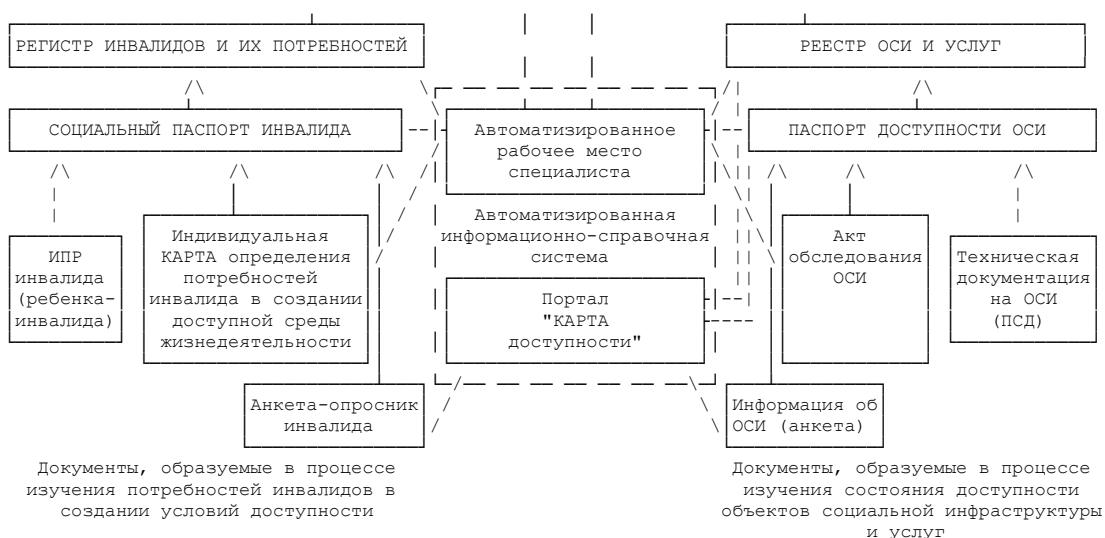 РЕГИСТР ИНВАЛИДОВ И ИХ ПОТРЕБНОСТЕЙ
РЕЕСТР ОСИ И УСЛУГ
СОЦИАЛЬНЫЙ ПАСПОРТ ИНВАЛИДА
Автоматизированное
рабочее место
специалиста
ПАСПОРТ ДОСТУПНОСТИ ОСИ
Автоматизированная
информационно-справочная
система
ИПР
инвалида
(ребенка-
инвалида)
Индивидуальная
КАРТА определения
потребностей
инвалида в создании
доступной среды
жизнедеятельности
Портал
"КАРТА
доступности"
Акт
обследования
ОСИ
Техническая
документация
на ОСИ
(ПСД)
Анкета-опросник
инвалида
Информация об
ОСИ (анкета)
Документы, образуемые в процессе
изучения потребностей инвалидов в
создании условий доступности
Документы, образуемые в процессе
изучения состояния доступности
объектов социальной инфраструктуры
и услуг